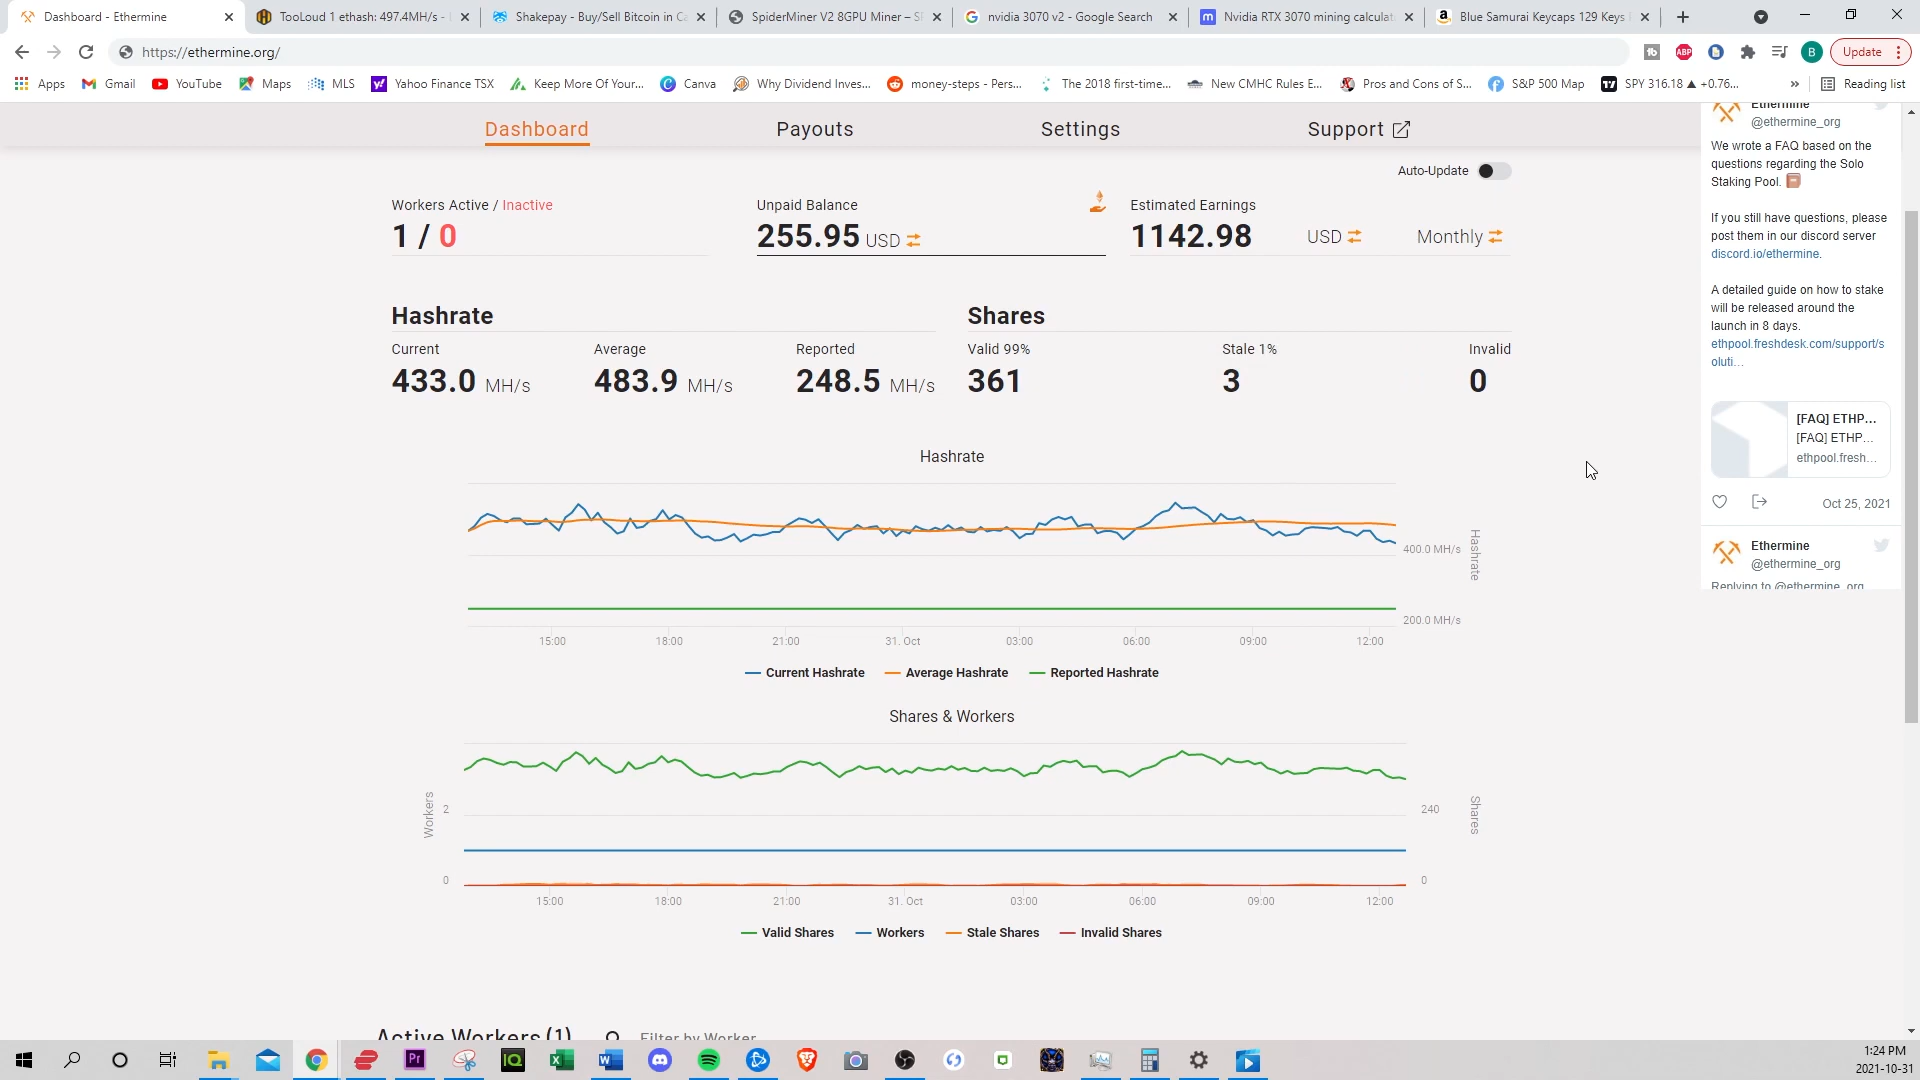 Dashboard - Ethermine
TooLoud 1 ethash: 497.4MH/s -
Shakepay - Buy/Sell Bitcoin in Ca
SpiderMiner V2 8GPU Miner – S
nvidia 3070 v2 - Google Search
Nvidia RTX 3070 mining calculat
Blue Samurai Keycaps 129 Keys
https://ethermine.org/
ABP
B
Update
Apps
Gmail
YouTube
Maps
MLS
Yahoo Finance TSX
Keep More Of Your...
Canva
Why Dividend Inves...
money-steps - Pers...
The 2018 first-time...
New CMHC Rules E...
Pros and Cons of S...
S&P 500 Map
SPY 316.18 ▲ +0.76...
»
Reading list
Dashboard
Payouts
Settings
Support
Auto-Update
Workers Active / Inactive
1 / 0
Unpaid Balance
255.95 USD
Estimated Earnings
1142.98 USD Monthly
Hashrate
Current
433.0 MH/s
Average
483.9 MH/s
Reported
248.5 MH/s
Shares
Valid 99%
361
Stale 1%
3
Invalid
0
Hashrate
400.0 MH/s
200.0 MH/s
Hashrate
15:00 18:00 21:00 31. Oct 03:00 06:00 09:00 12:00
Current Hashrate Average Hashrate Reported Hashrate
Shares & Workers
Workers
2
0
240
0
Shares
15:00 18:00 21:00 31. Oct 03:00 06:00 09:00 12:00
Valid Shares Workers Stale Shares Invalid Shares
Active Workers (1)
Filter by Worker
Ethermine
@ethermine_org
We wrote a FAQ based on the
questions regarding the Solo
Staking Pool.
If you still have questions, please
post them in our discord server
discord.io/ethermine.
A detailed guide on how to stake
will be released around the
launch in 8 days.
ethpool.freshdesk.com/support/s
oluti...
[FAQ] ETHP...
[FAQ] ETHP...
ethpool.fresh...
Oct 25, 2021
Ethermine
@ethermine_org
Replying to @ethermine_org
Pr
IQ
1:24 PM
2021-10-31